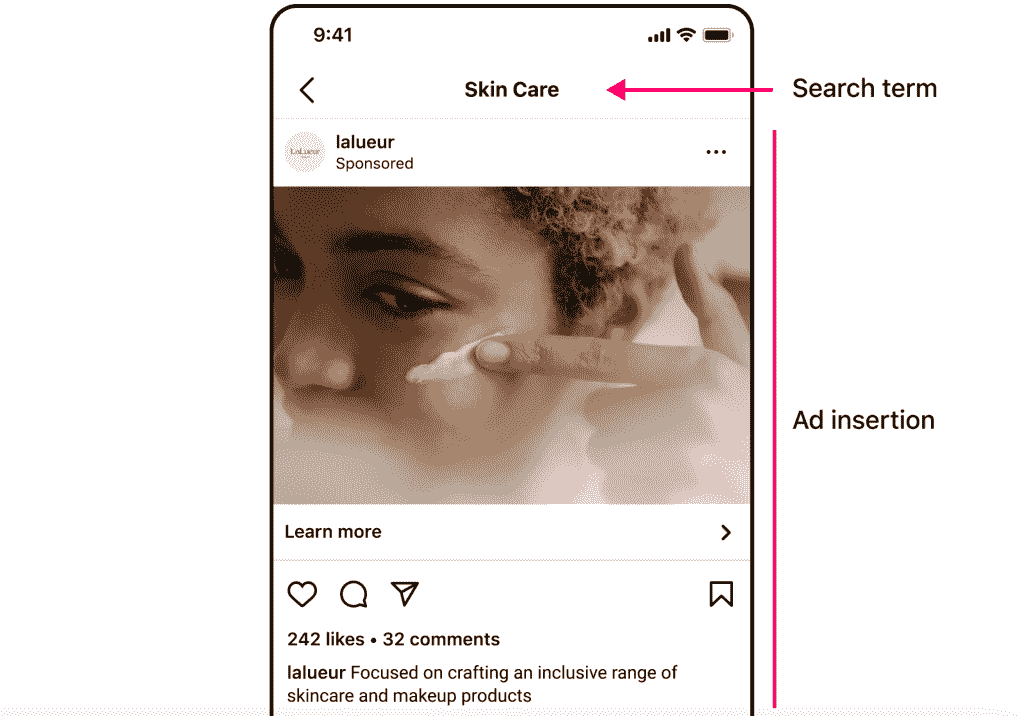 9:41
Skin Care
Search term
LaLueur
lalueur
Sponsored
Ad insertion
Learn more
242 likes • 32 comments
lalueur Focused on crafting an inclusive range of
skincare and makeup products